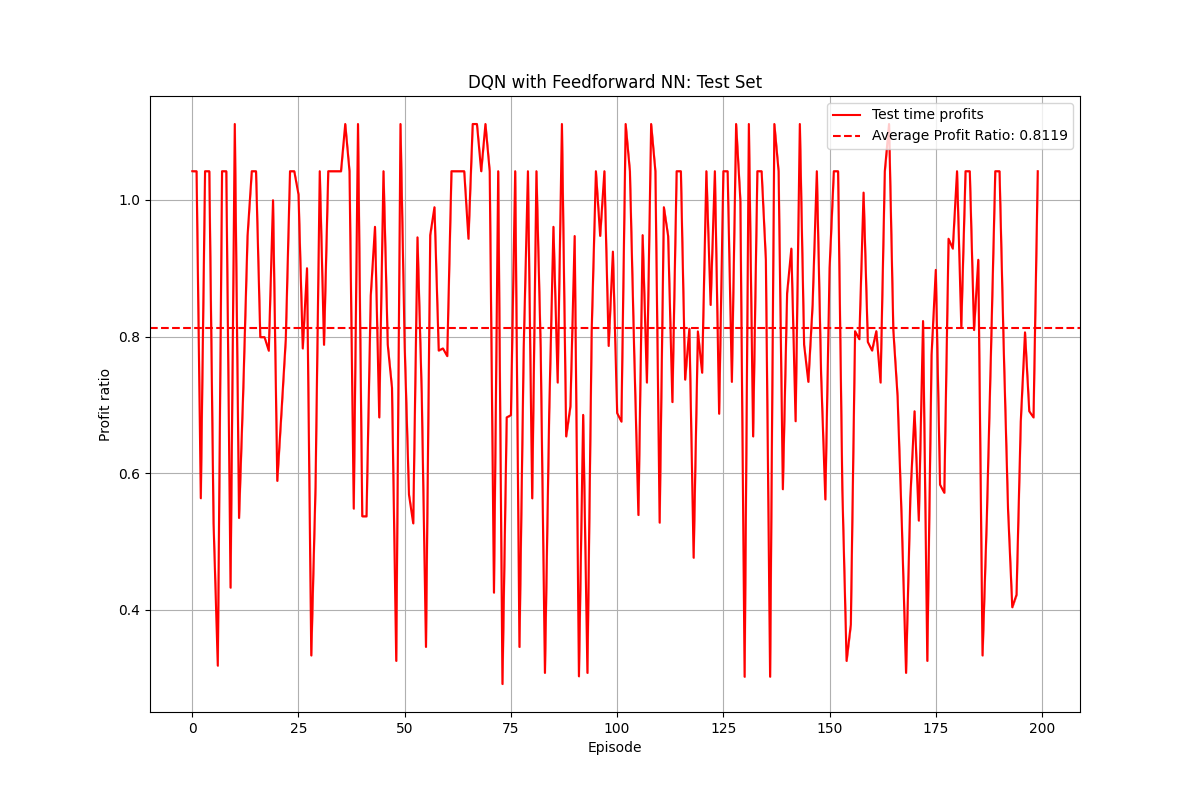 DQN with Feedforward NN: Test Set
Test time profits
Average Profit Ratio: 0.8119
Profit ratio
1.0
0.8
0.6
0.4
0 25 50 75 100 125 150 175 200
Episode